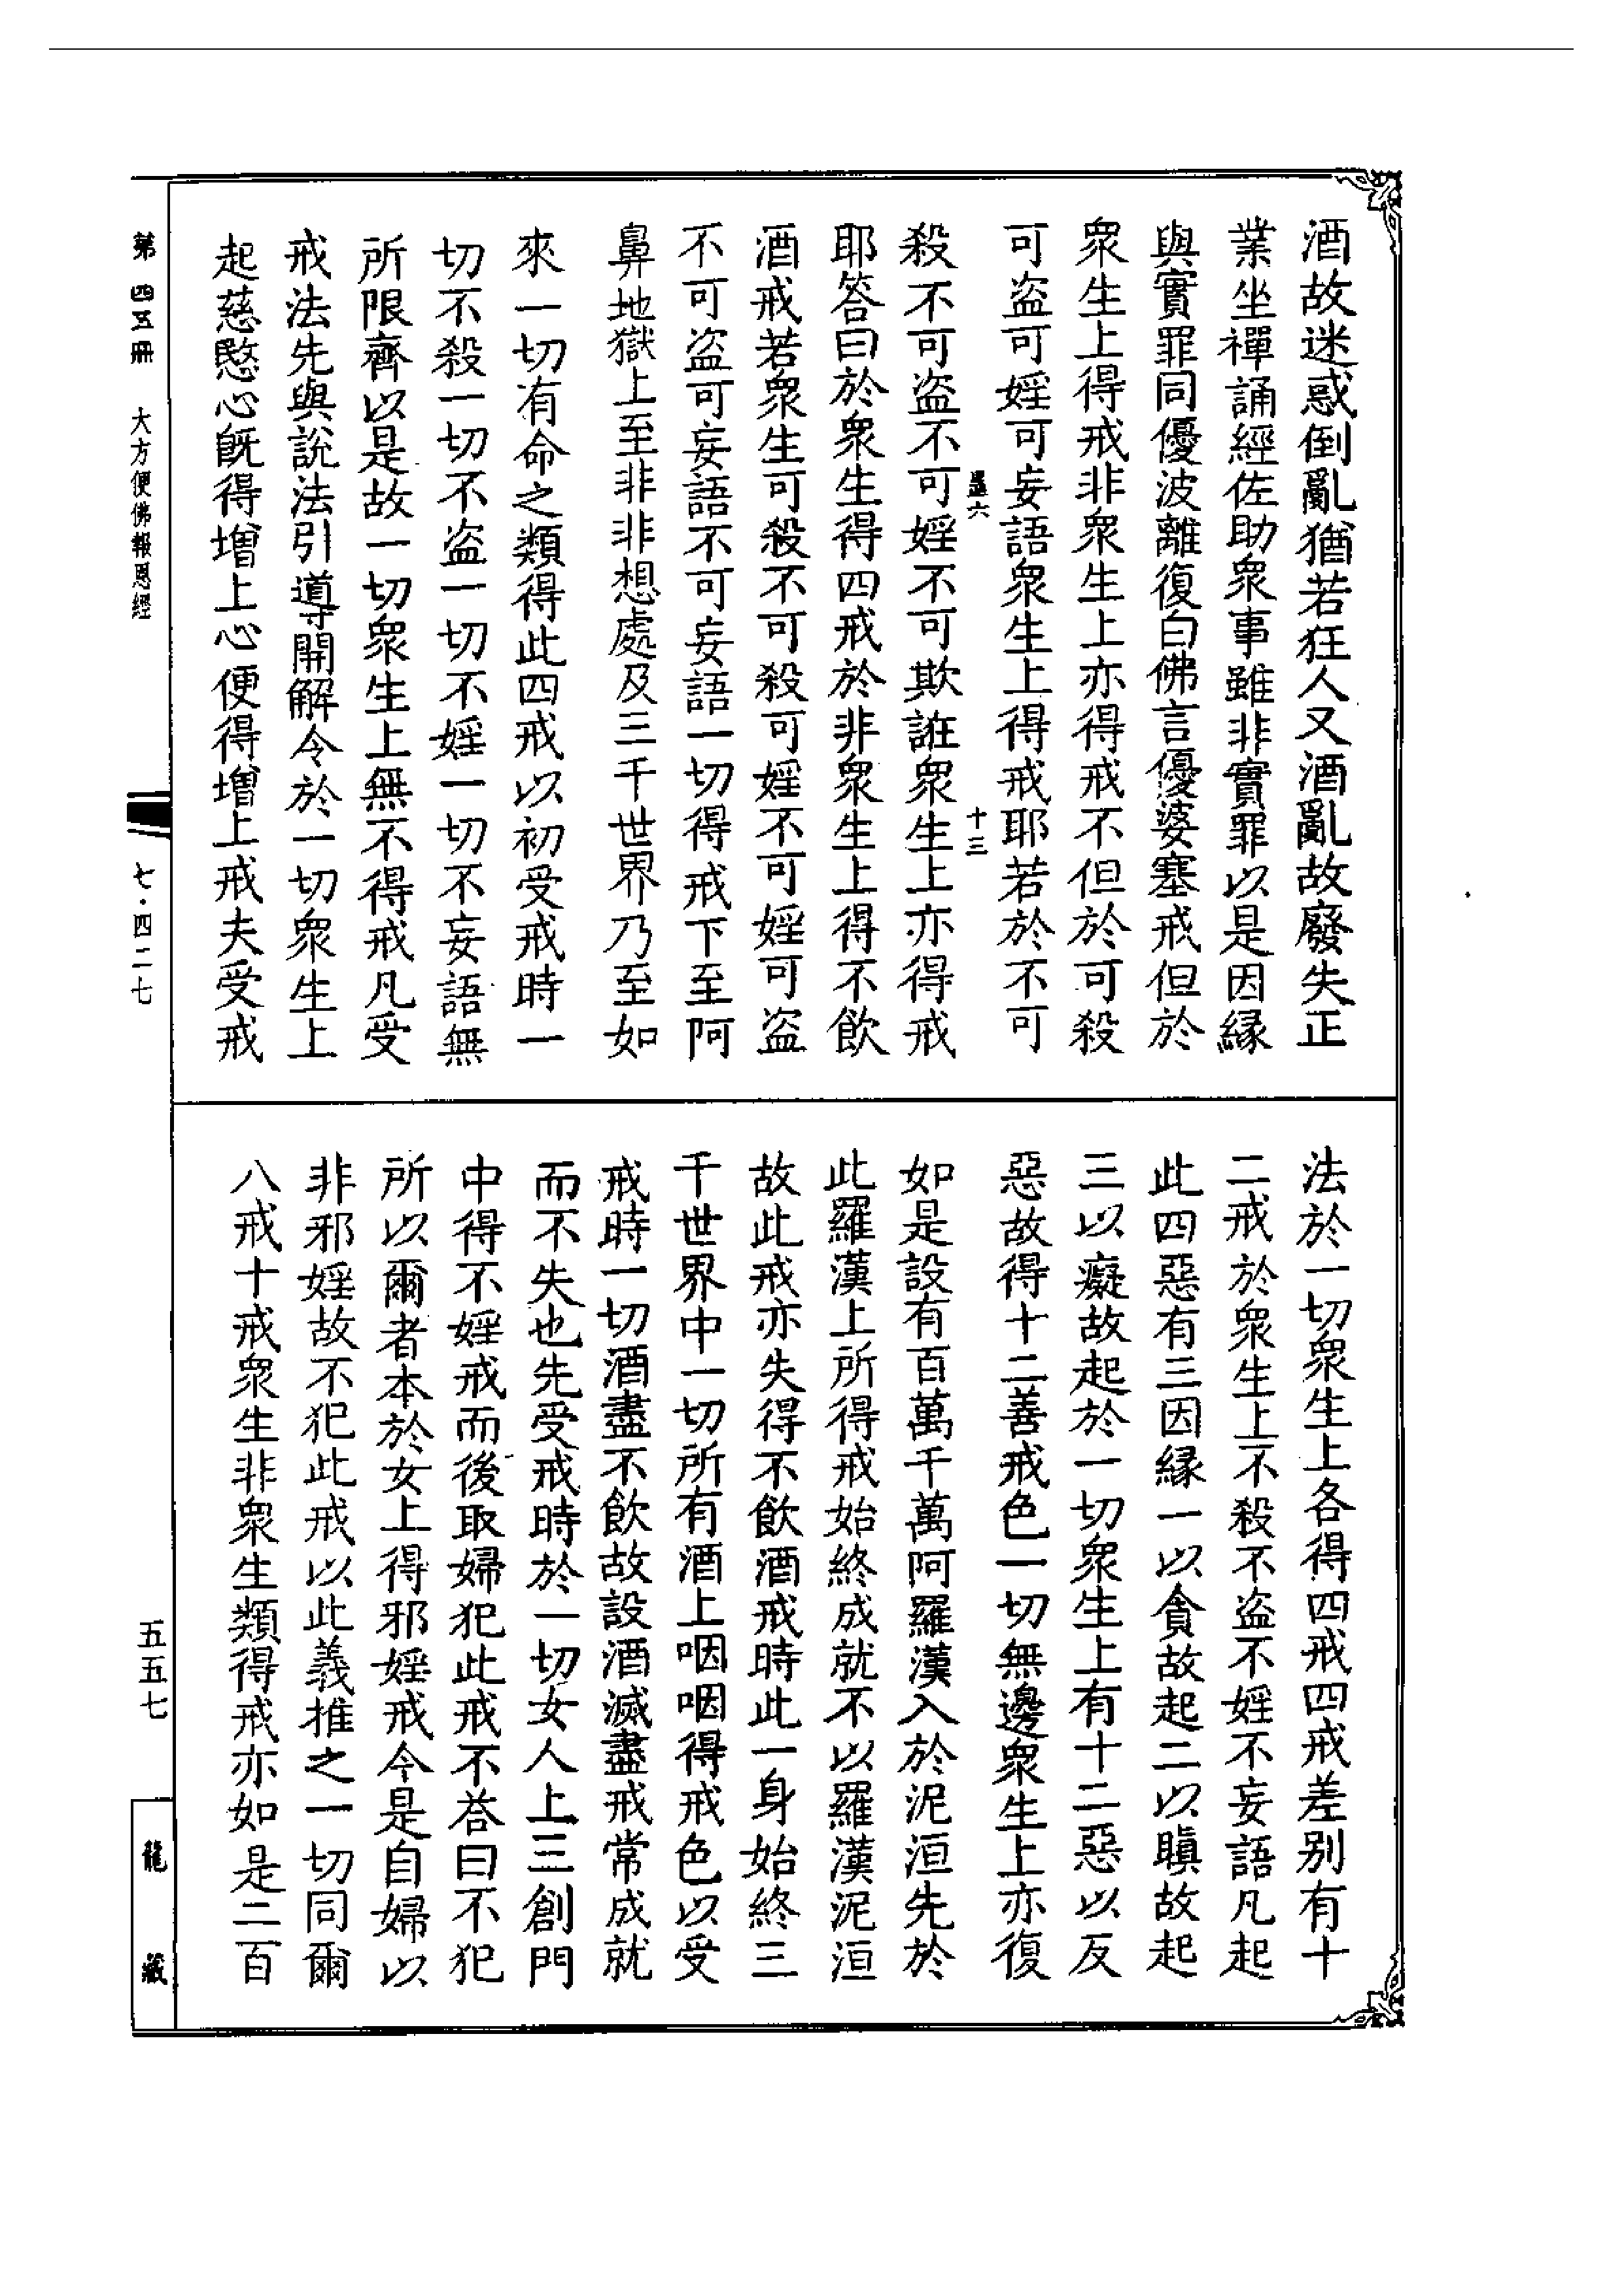 酒故迷惑倒亂猶若狂人又酒亂故廢失正
業坐禪誦經佐助衆事雖非實罪以是因縁
與實罪同優波離復白佛言優婆塞戒但於
衆生上得戒非衆生上亦得戒不但於可殺
可盜可婬可妄語衆生上得戒耶若於不可
六
十三
殺不可盜不可婬不可欺誑衆生上亦得戒
耶答曰於衆生得四戒於非衆生上得不飲
酒戒若衆生可殺不可殺可婬不可婬可盜
不可盜可妄語不可妄語一切得戒下至阿
鼻地獄上至非非想處及三千世界乃至如
來一切有命之類得此四戒以初受戒時一
切不殺一切不盜一切不婬一切不妄語無
所限齊以是故一切衆生上無不得戒凡受
戒法先與說法引導開解令於一切衆生上
起慈愍心旣得增上心便得增上戒夫受戒
法於一切衆生上各得四戒四戒差别有十
二戒於衆生上不殺不盜不婬不妄語凡起
此四惡有三因縁一以貪故起二以瞋故起
三以癡故起於一切衆生上有十二惡以反
惡故得十二善戒色一切無邊衆生上亦復
如是設有百萬千萬阿羅漢入於泥洹先於
此羅漢上所得戒始終成就不以羅漢泥洹
故此戒亦失得不飲酒戒時此一身始終三
千世界中一切所有酒上咽咽得戒色以受
戒時一切酒盡不飲故設酒滅盡戒常成就
而不失也先受戒時於一切女人上三創門
中得不婬戒而後取婦犯此戒不荅曰不犯
所以爾者本於女上得邪婬戒今是自婦以
非邪婬故不犯此戒以此義推之一切同爾
八戒十戒衆生非衆生類得戒亦如是二百
第四五冊
大方便佛報恩經
七·四二七
五五七
龍藏